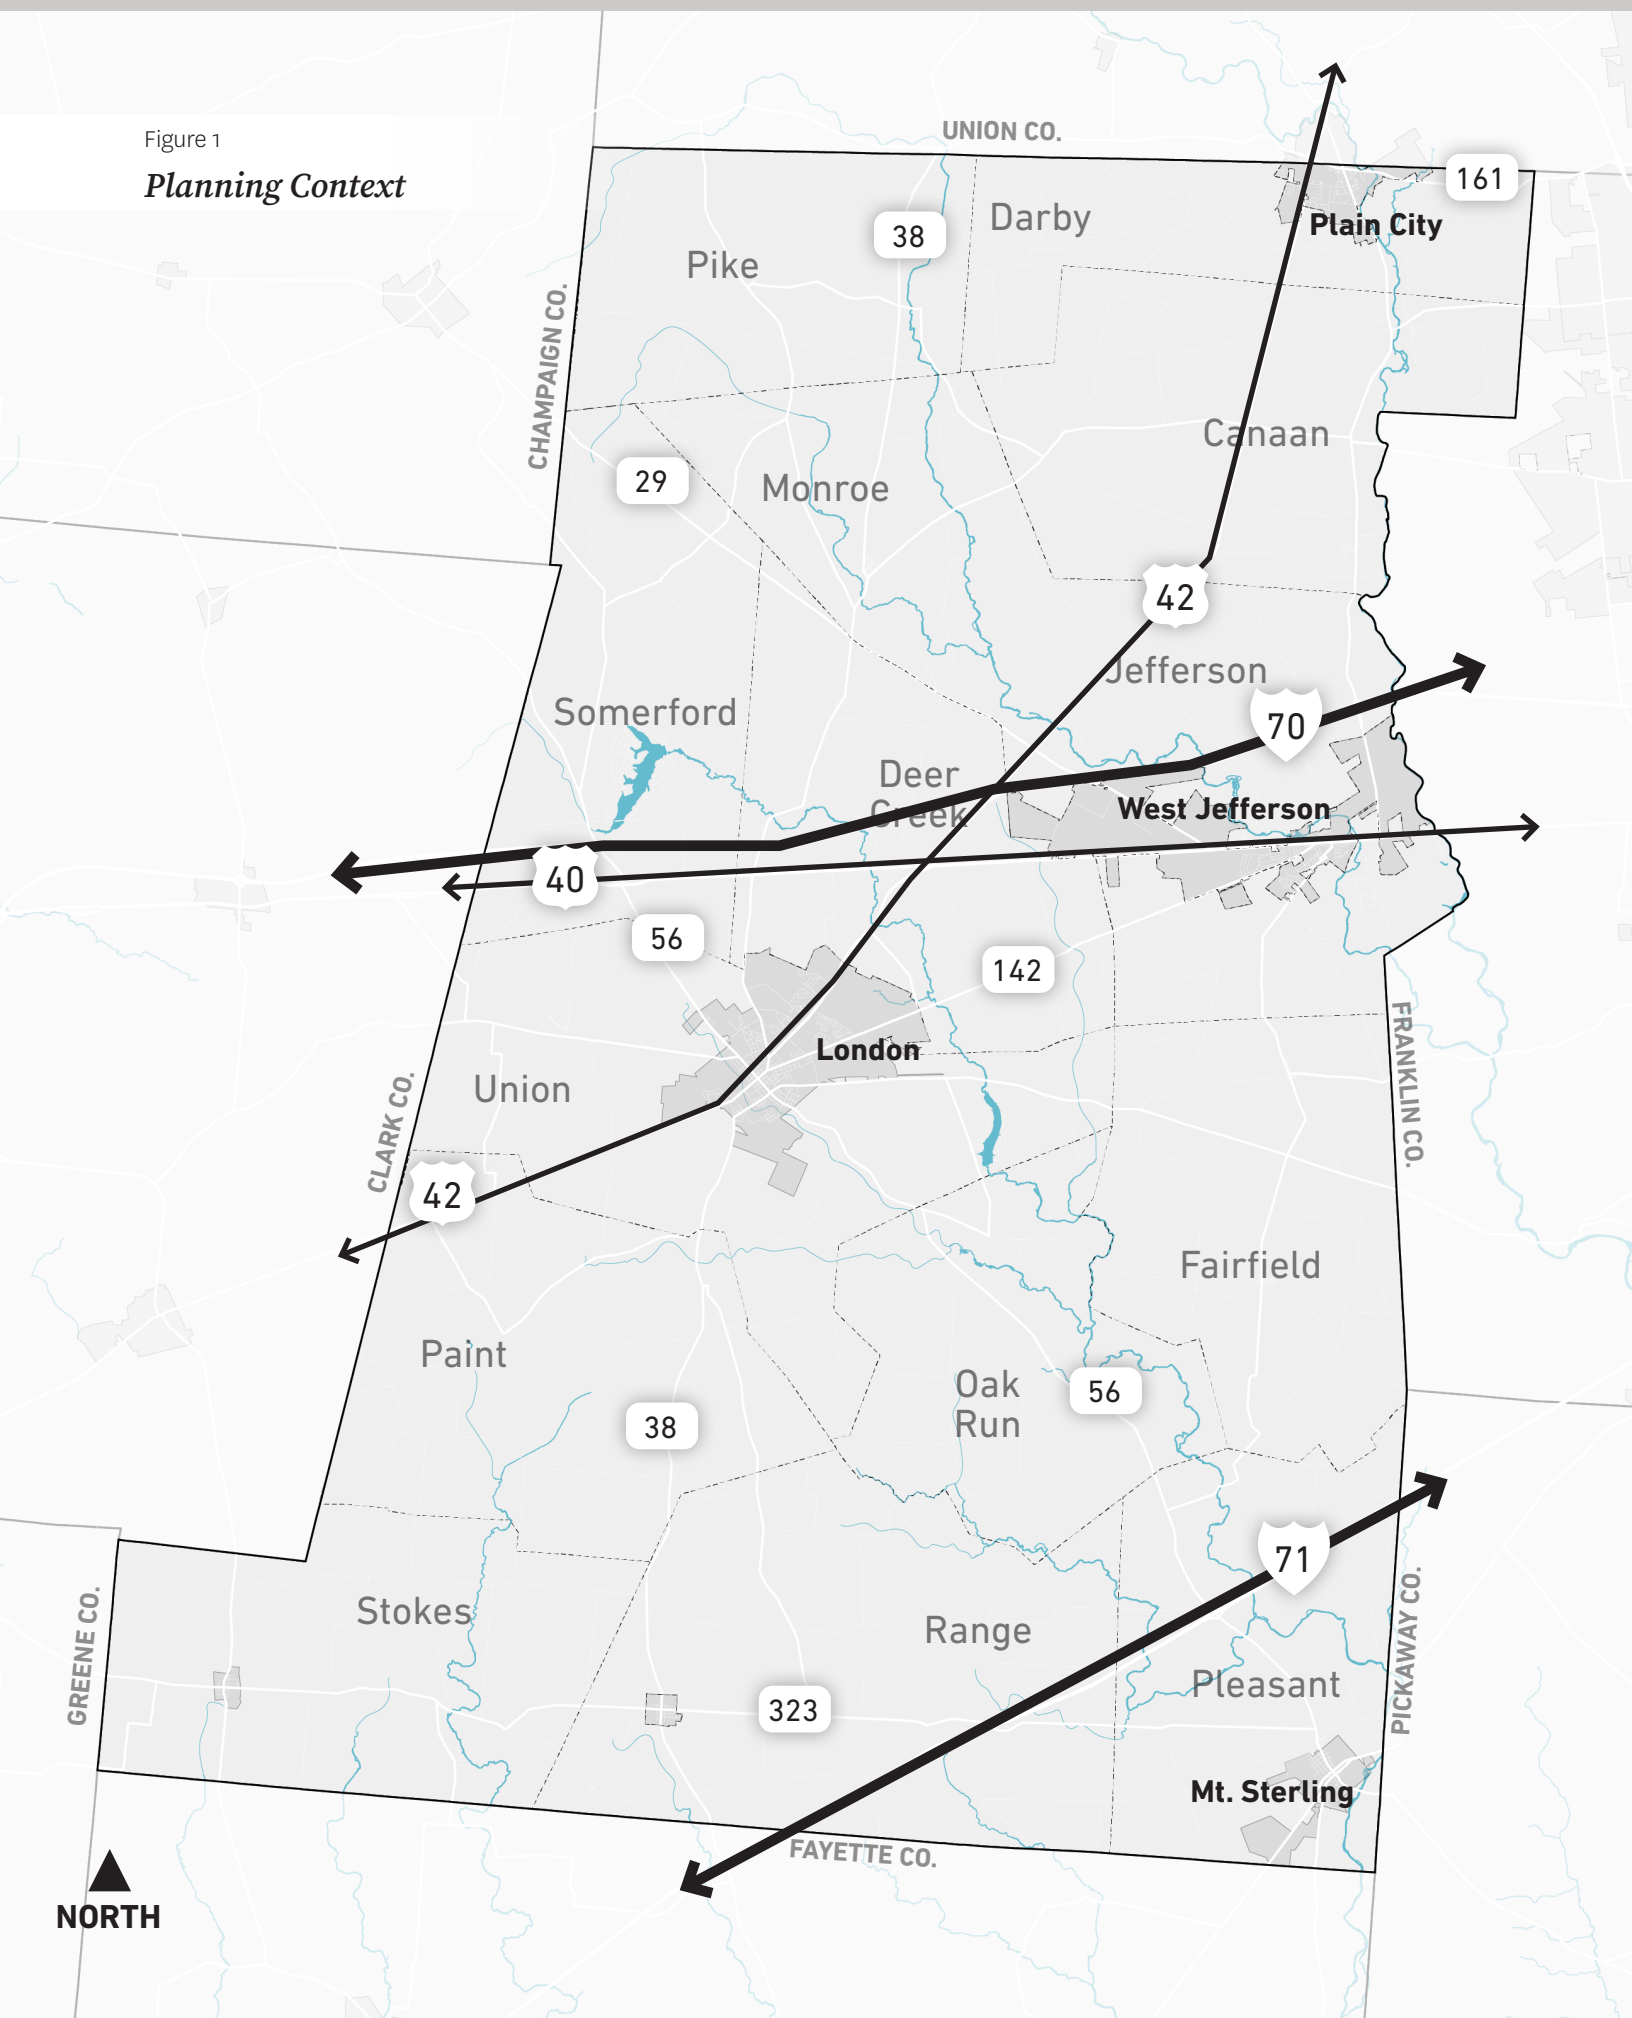 Figure 1
Planning Context
UNION CO.
161
Plain City
Darby
38
Pike
CHAMPAIGN CO.
Canaan
29
Monroe
42
Jefferson
Somerford
70
Deer
Creek
West Jefferson
40
56
142
London
FRANKLIN CO.
Union
CLARK CO.
42
Fairfield
Paint
Oak
Run
56
38
71
Stokes
Range
GREENE CO.
PICKAWAY CO.
Pleasant
323
Mt. Sterling
FAYETTE CO.
NORTH